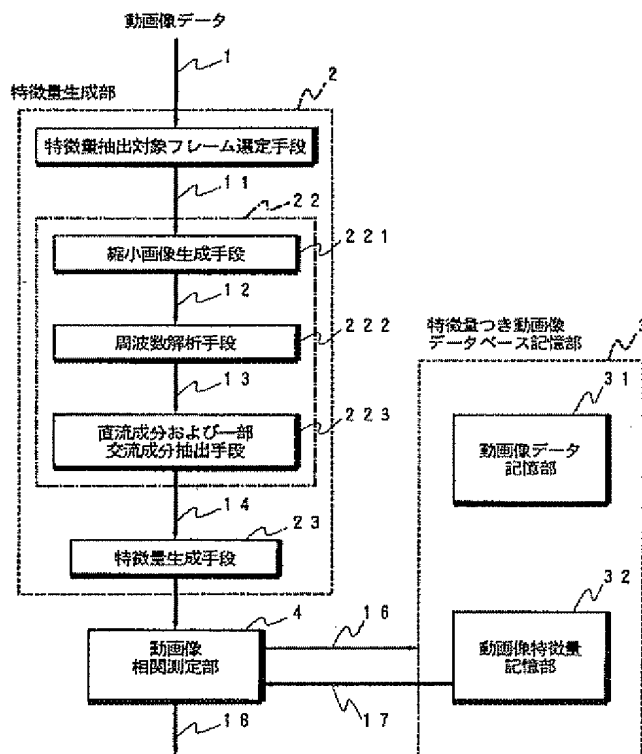 動画像データ
1
特徴量生成部
2
特徴量抽出対象フレーム選定手段
11
22
縮小画像生成手段
221
12
周波数解析手段
222
13
直流成分および一部
交流成分抽出手段
223
14
23
特徴量生成手段
4
動画像
相関測定部
16
17
18
特徴量つき動画像
データベース記憶部
3
31
動画像データ
記憶部
32
動画像特徴量
記憶部